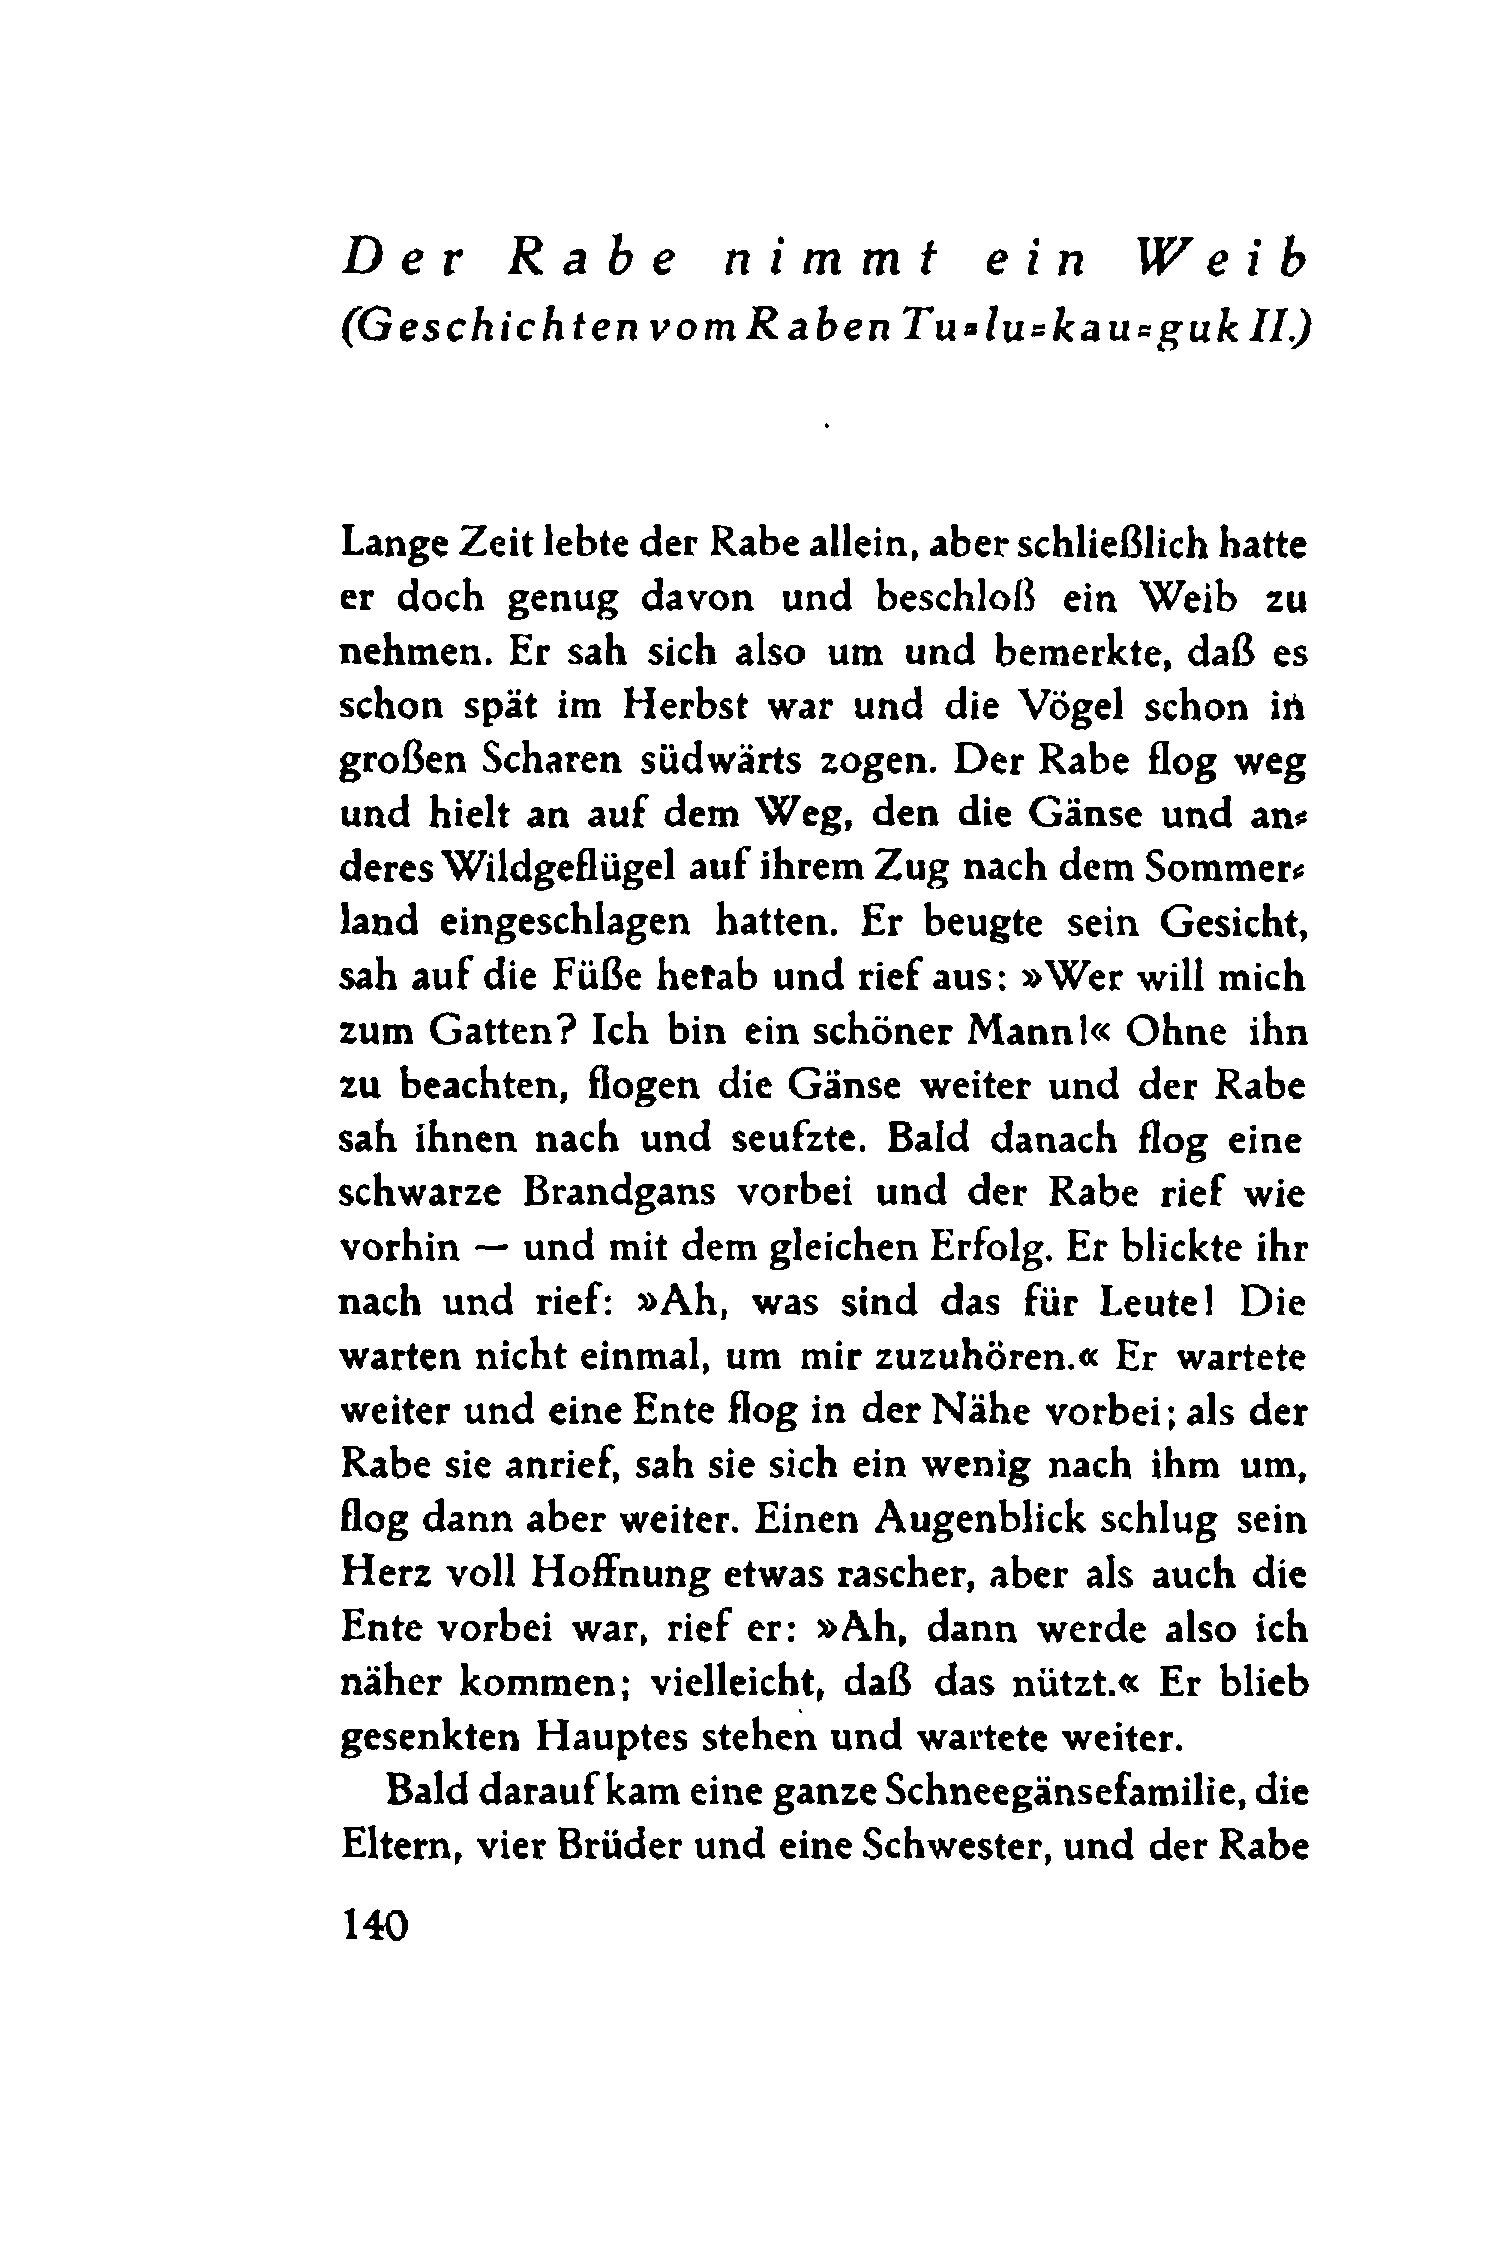 Der Rabe nimmt ein Weib
(Geschichten vom Raben Tu=lu=kau=guk II.)
Lange Zeit lebte der Rabe allein, aber schließlich hatte
er doch genug davon und beschloß ein Weib zu
nehmen. Er sah sich also um und bemerkte, daß es
schon spät im Herbst war und die Vögel schon in
großen Scharen südwärts zogen. Der Rabe flog weg
und hielt an auf dem Weg, den die Gänse und an=
deres Wildgeflügel auf ihrem Zug nach dem Sommer=
land eingeschlagen hatten. Er beugte sein Gesicht,
sah auf die Füße herab und rief aus: »Wer will mich
zum Gatten? Ich bin ein schöner Mann!« Ohne ihn
zu beachten, flogen die Gänse weiter und der Rabe
sah ihnen nach und seufzte. Bald danach flog eine
schwarze Brandgans vorbei und der Rabe rief wie
vorhin — und mit dem gleichen Erfolg. Er blickte ihr
nach und rief: »Ah, was sind das für Leute! Die
warten nicht einmal, um mir zuzuhören.« Er wartete
weiter und eine Ente flog in der Nähe vorbei; als der
Rabe sie anrief, sah sie sich ein wenig nach ihm um,
flog dann aber weiter. Einen Augenblick schlug sein
Herz voll Hoffnung etwas rascher, aber als auch die
Ente vorbei war, rief er: »Ah, dann werde also ich
näher kommen; vielleicht, daß das nützt.« Er blieb
gesenkten Hauptes stehen und wartete weiter.
Bald darauf kam eine ganze Schneegänsefamilie, die
Eltern, vier Brüder und eine Schwester, und der Rabe
140